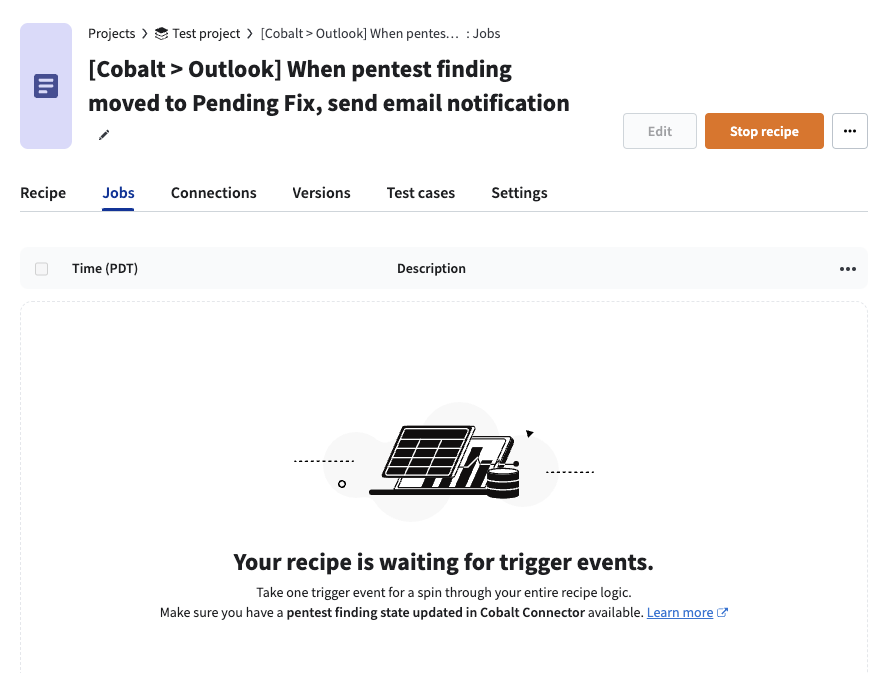 Projects > Test project > [Cobalt > Outlook] When pentes… : Jobs
[Cobalt > Outlook] When pentest finding
moved to Pending Fix, send email notification
Edit
Stop recipe
Recipe Jobs Connections Versions Test cases Settings
Time (PDT) Description
Your recipe is waiting for trigger events.
Take one trigger event for a spin through your entire recipe logic.
Make sure you have a pentest finding state updated in Cobalt Connector available. Learn more